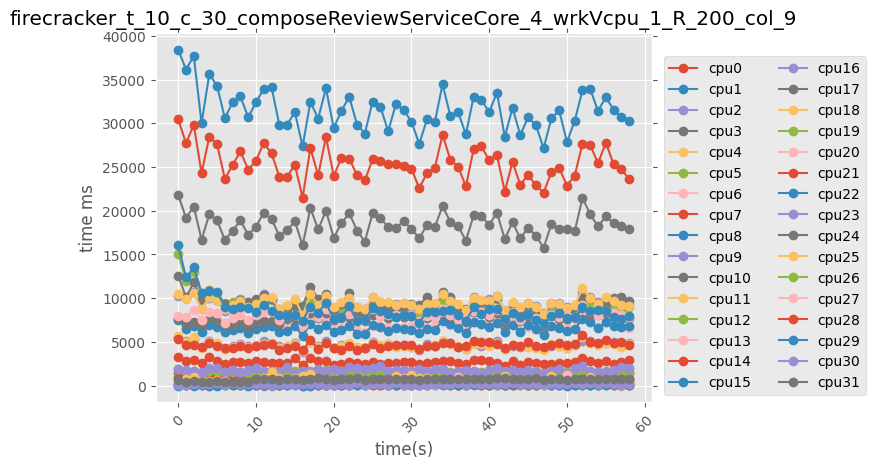 firecracker_t_10_c_30_composeReviewServiceCore_4_wrkVcpu_1_R_200_col_9
40000
35000
30000
25000
20000
15000
10000
5000
0
time ms
0
10
20
30
40
50
60
time(s)
cpu0
cpu1
cpu2
cpu3
cpu4
cpu5
cpu6
cpu7
cpu8
cpu9
cpu10
cpu11
cpu12
cpu13
cpu14
cpu15
cpu16
cpu17
cpu18
cpu19
cpu20
cpu21
cpu22
cpu23
cpu24
cpu25
cpu26
cpu27
cpu28
cpu29
cpu30
cpu31